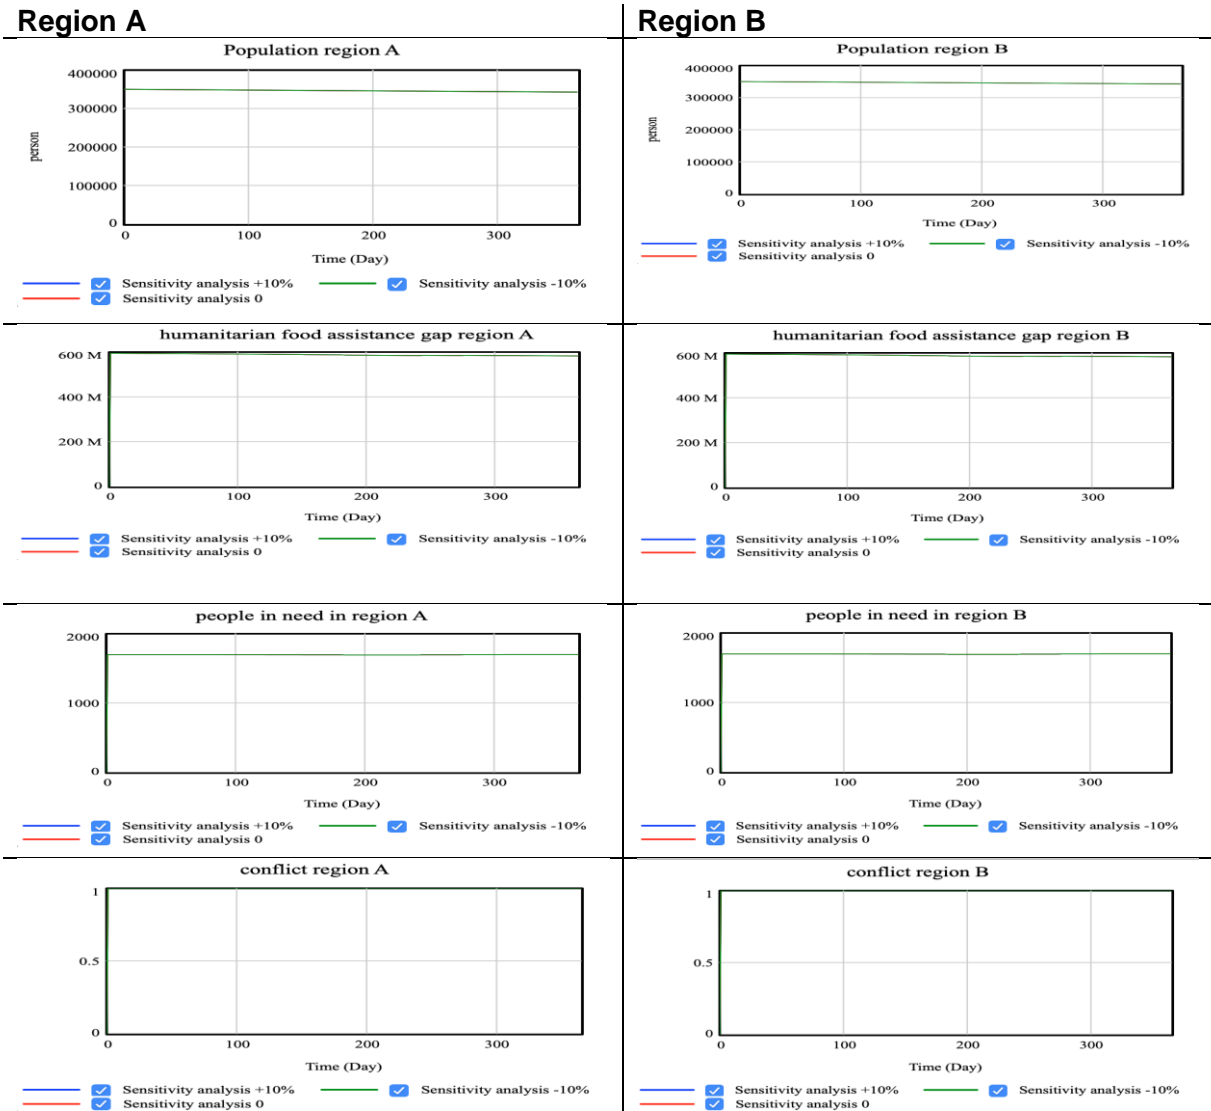 Region A
Region B
Population region A
400000
300000
200000
100000
0
person
0 100 200 300
Time (Day)
Sensitivity analysis +10% Sensitivity analysis -10%
Sensitivity analysis 0
Population region B
400000
300000
200000
100000
0
person
0 100 200 300
Time (Day)
Sensitivity analysis +10% Sensitivity analysis -10%
Sensitivity analysis 0
humanitarian food assistance gap region A
600 M
400 M
200 M
0
0 100 200 300
Time (Day)
Sensitivity analysis +10% Sensitivity analysis -10%
Sensitivity analysis 0
humanitarian food assistance gap region B
600 M
400 M
200 M
0
0 100 200 300
Time (Day)
Sensitivity analysis +10% Sensitivity analysis -10%
Sensitivity analysis 0
people in need in region A
2000
1000
0
0 100 200 300
Time (Day)
Sensitivity analysis +10% Sensitivity analysis -10%
Sensitivity analysis 0
people in need in region B
2000
1000
0
0 100 200 300
Time (Day)
Sensitivity analysis +10% Sensitivity analysis -10%
Sensitivity analysis 0
conflict region A
1
0.5
0
0 100 200 300
Time (Day)
Sensitivity analysis +10% Sensitivity analysis -10%
Sensitivity analysis 0
conflict region B
1
0.5
0
0 100 200 300
Time (Day)
Sensitivity analysis +10% Sensitivity analysis -10%
Sensitivity analysis 0